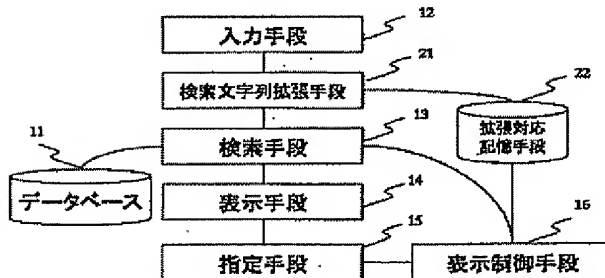 12
入力手段
21
検索文字列拡張手段
22
拡張対応
記憶手段
13
検索手段
11
データベース
14
表示手段
15
指定手段
16
表示制御手段